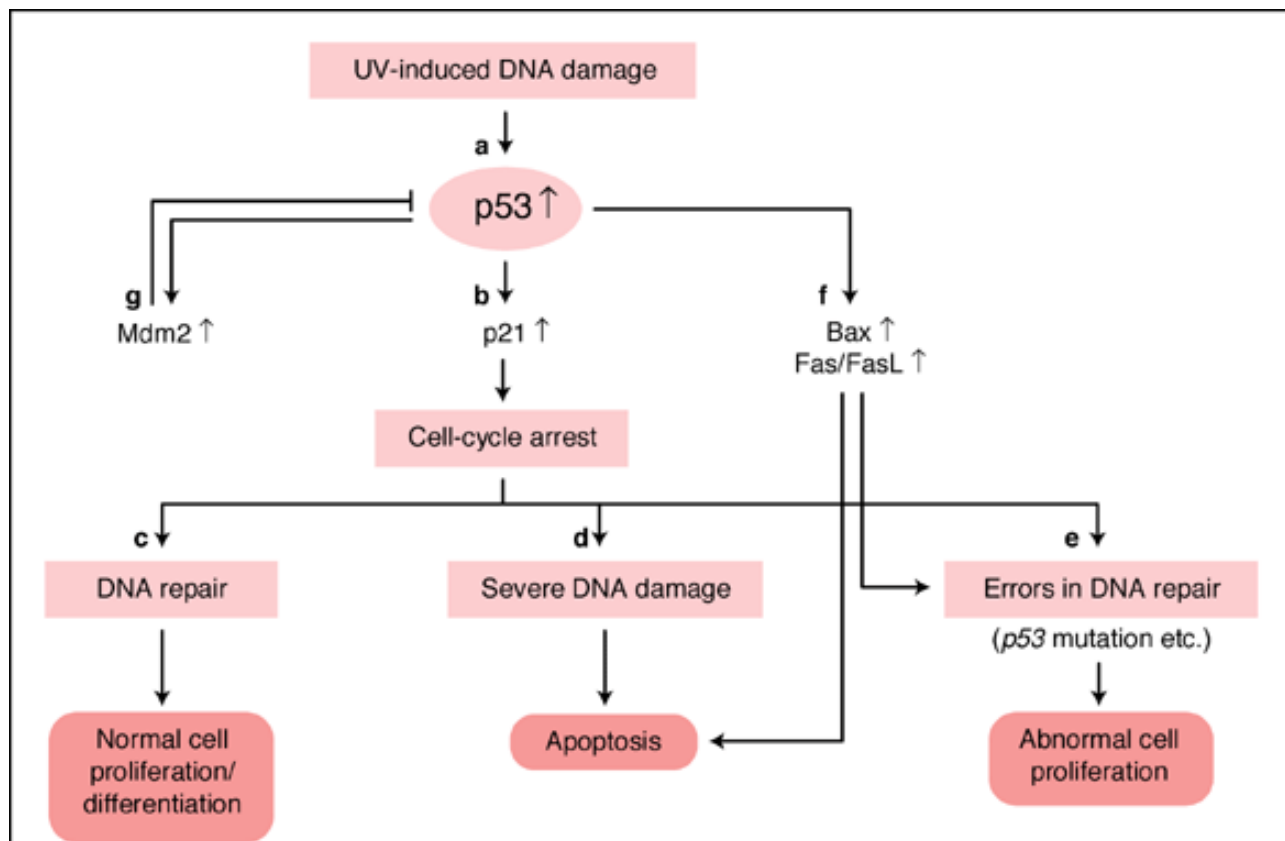 UV-induced DNA damage
a
p53 ↑
g
b
f
Mdm2 ↑
p21 ↑
Bax ↑
Fas/FasL ↑
Cell-cycle arrest
c
d
e
DNA repair
Severe DNA damage
Errors in DNA repair
(p53 mutation etc.)
Normal cell
proliferation/
differentiation
Apoptosis
Abnormal cell
proliferation